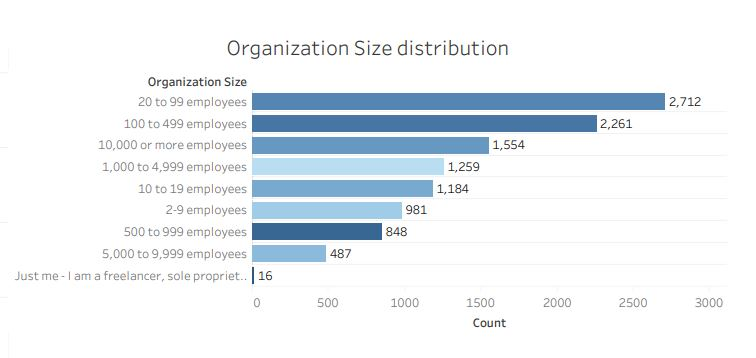 Organization Size distribution
Organization Size
20 to 99 employees 2,712
100 to 499 employees 2,261
10,000 or more employees 1,554
1,000 to 4,999 employees 1,259
10 to 19 employees 1,184
2-9 employees 981
500 to 999 employees 848
5,000 to 9,999 employees 487
Just me - I am a freelancer, sole propriet.. 16
0 500 1000 1500 2000 2500 3000
Count